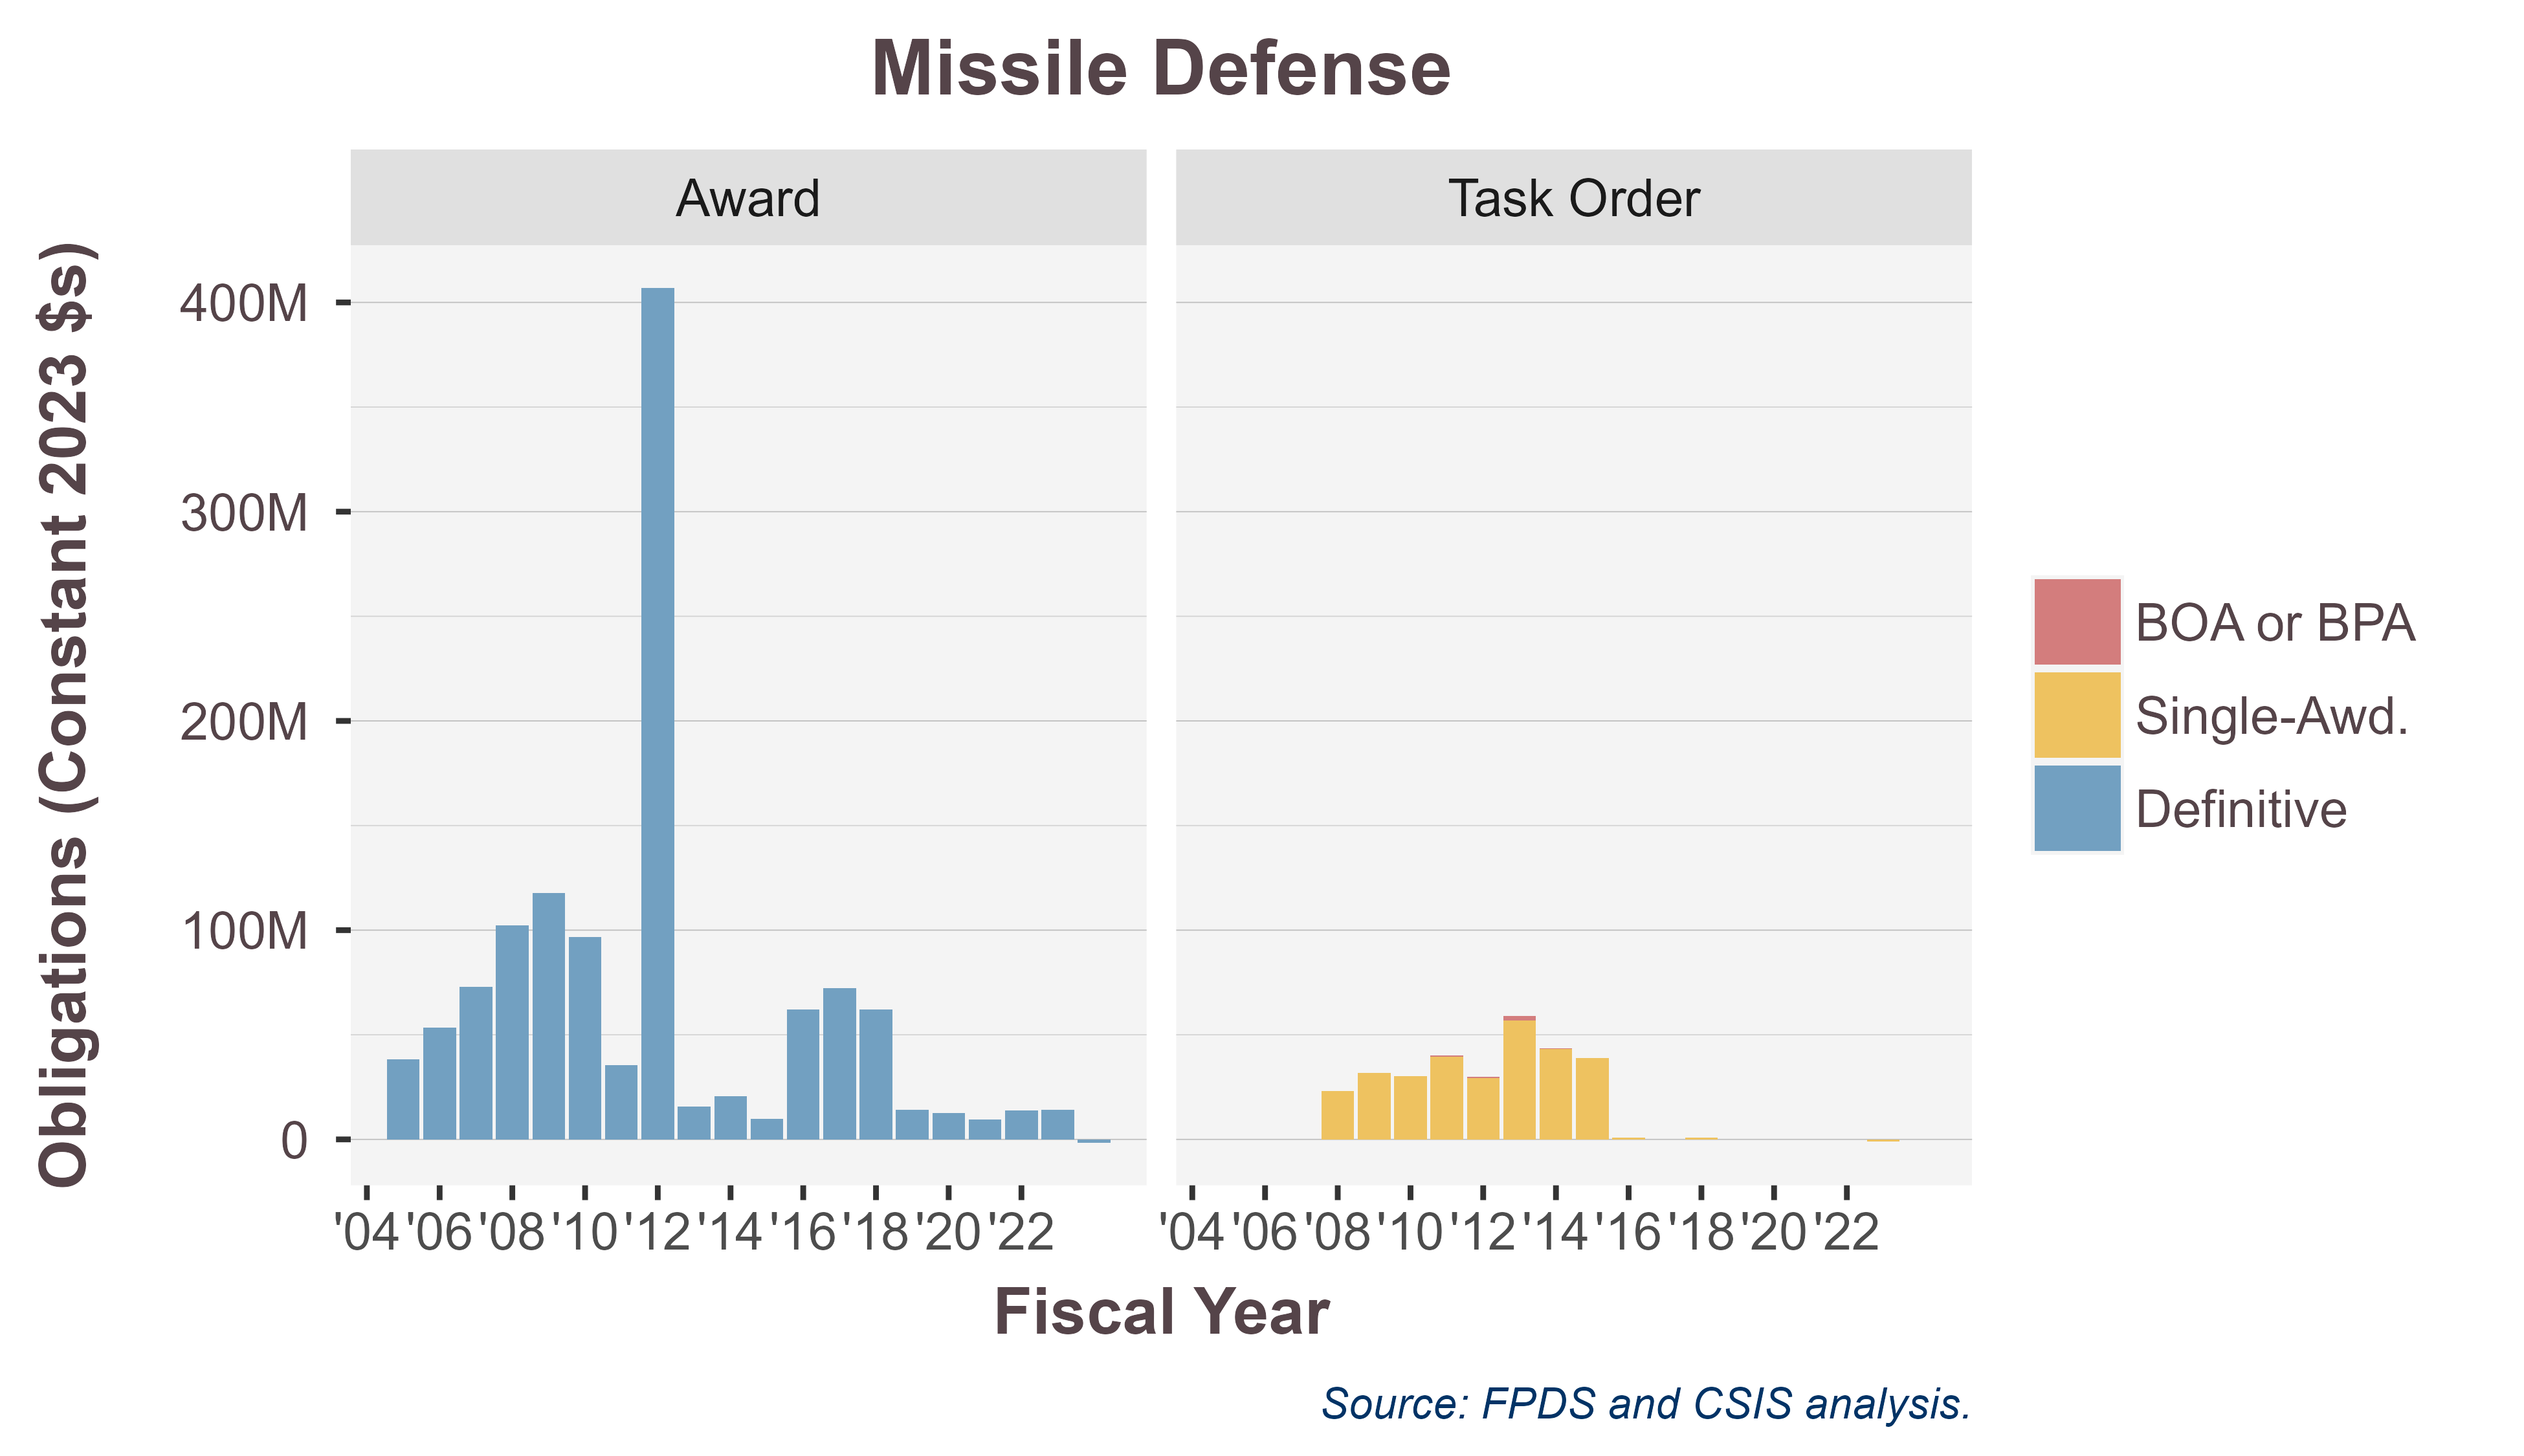 Missile Defense
Award
Task Order
Obligations (Constant 2023 $s)
400M
300M
200M
100M
0
'04 '06 '08 '10 '12 '14 '16 '18 '20 '22
'04 '06 '08 '10 '12 '14 '16 '18 '20 '22
Fiscal Year
BOA or BPA
Single-Awd.
Definitive
Source: FPDS and CSIS analysis.